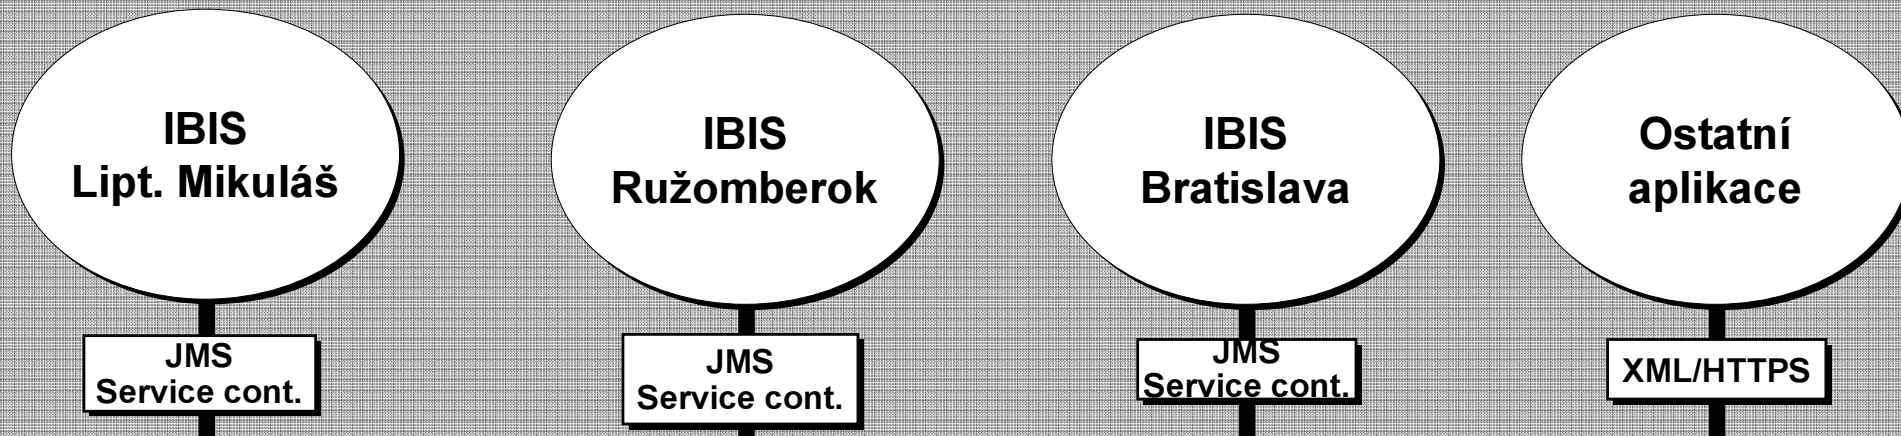 IBIS
Lipt. Mikuláš
IBIS
Ružomberok
IBIS
Bratislava
Ostatní
aplikace
JMS
Service cont.
JMS
Service cont.
JMS
Service cont.
XML/HTTPS